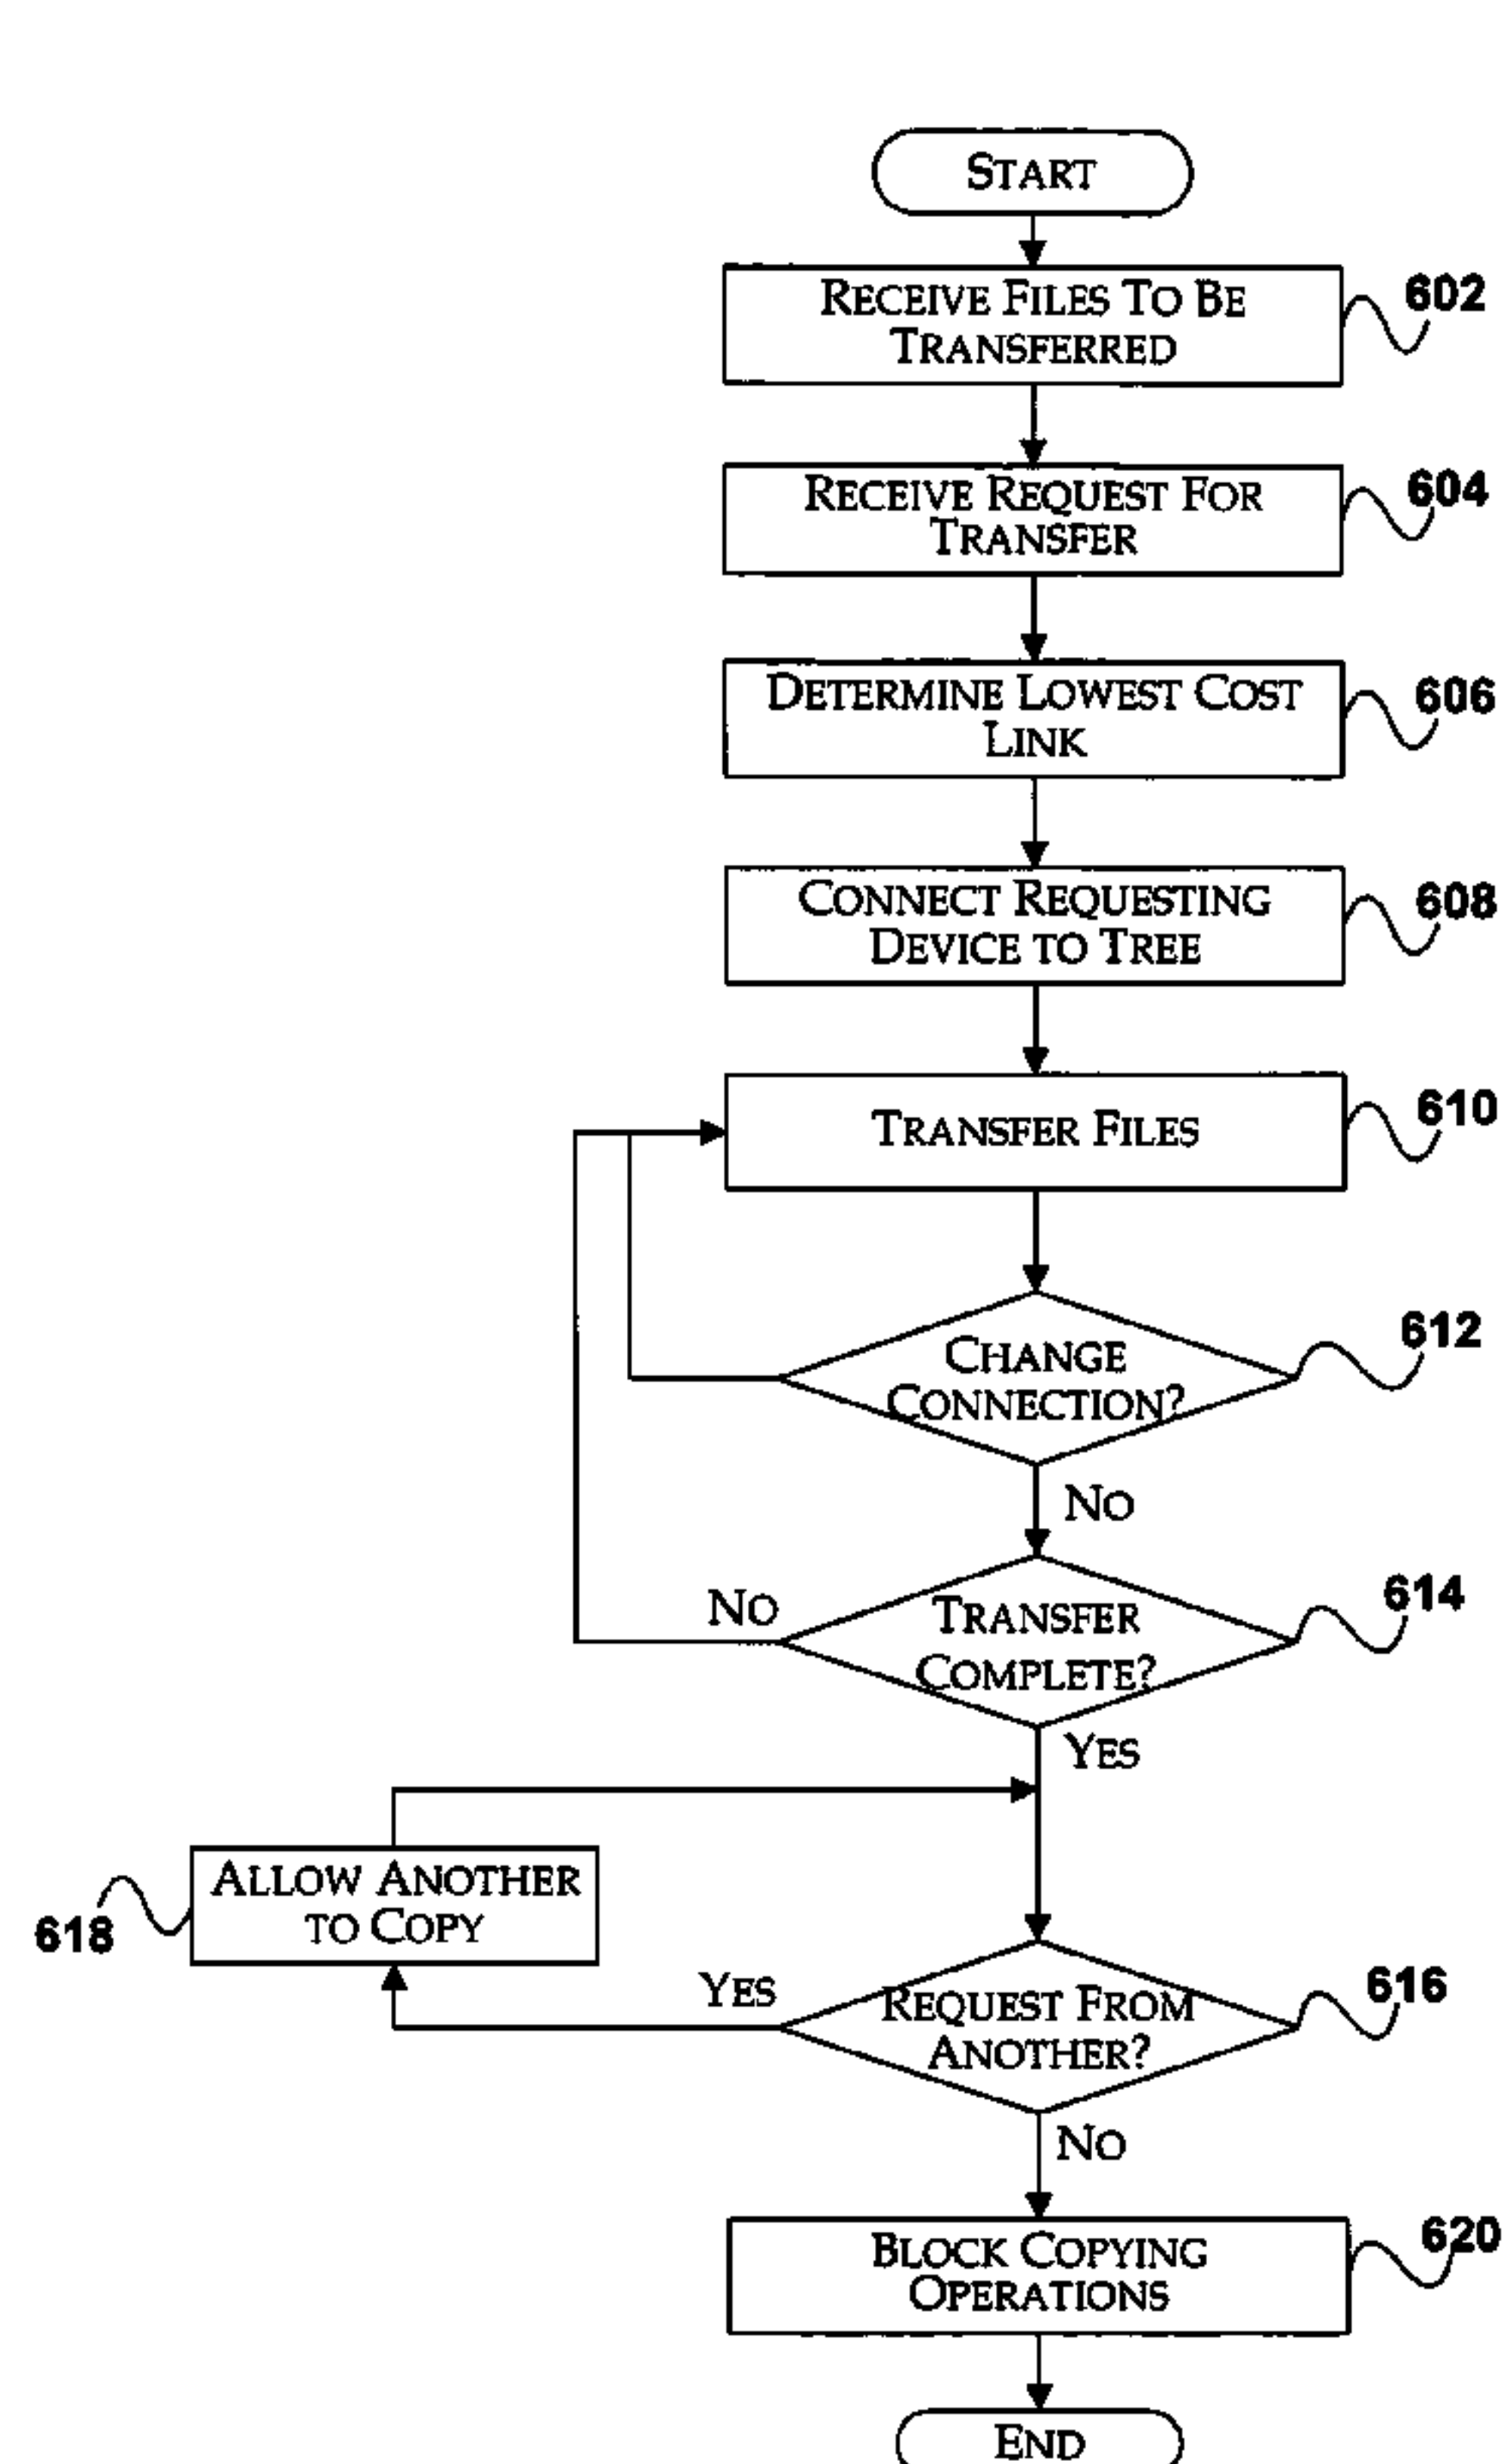 START
RECEIVE FILES TO BE
TRANSFERRED
602
RECEIVE REQUEST FOR
TRANSFER
604
DETERMINE LOWEST COST
LINK
606
CONNECT REQUESTING
DEVICE TO TREE
608
TRANSFER FILES
610
CHANGE
CONNECTION?
612
NO
NO
TRANSFER
COMPLETE?
614
YES
ALLOW ANOTHER
TO COPY
618
YES
REQUEST FROM
ANOTHER?
616
NO
BLOCK COPYING
OPERATIONS
620
END